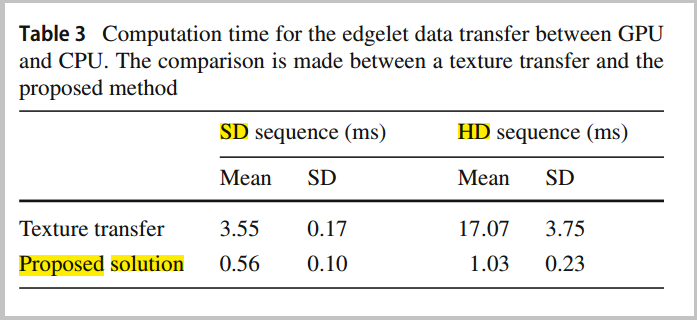 Table 3 Computation time for the edgelet data transfer between GPU
and CPU. The comparison is made between a texture transfer and the
proposed method
SD sequence (ms) HD sequence (ms)
Mean SD Mean SD
Texture transfer 3.55 0.17 17.07 3.75
Proposed solution 0.56 0.10 1.03 0.23